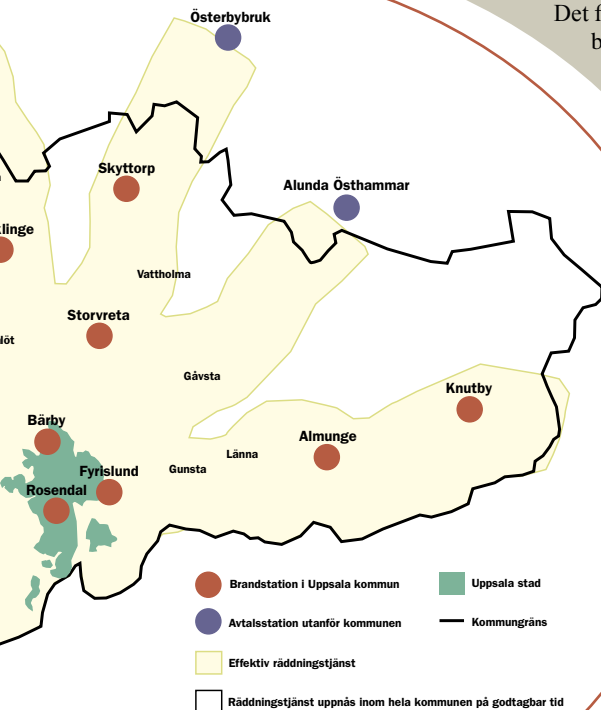 Det f
b
Österbybruk
Skyttorp
Alunda Östhammar
linge
Vattholma
Storvreta
löt
Gåvsta
Knutby
Bärby
Almunge
Länna
Fyrislund
Gunsta
Rosendal
Brandstation i Uppsala kommun
Uppsala stad
Avtalsstation utanför kommunen
Kommungräns
Effektiv räddningstjänst
Räddningstjänst uppnås inom hela kommunen på godtagbar tid